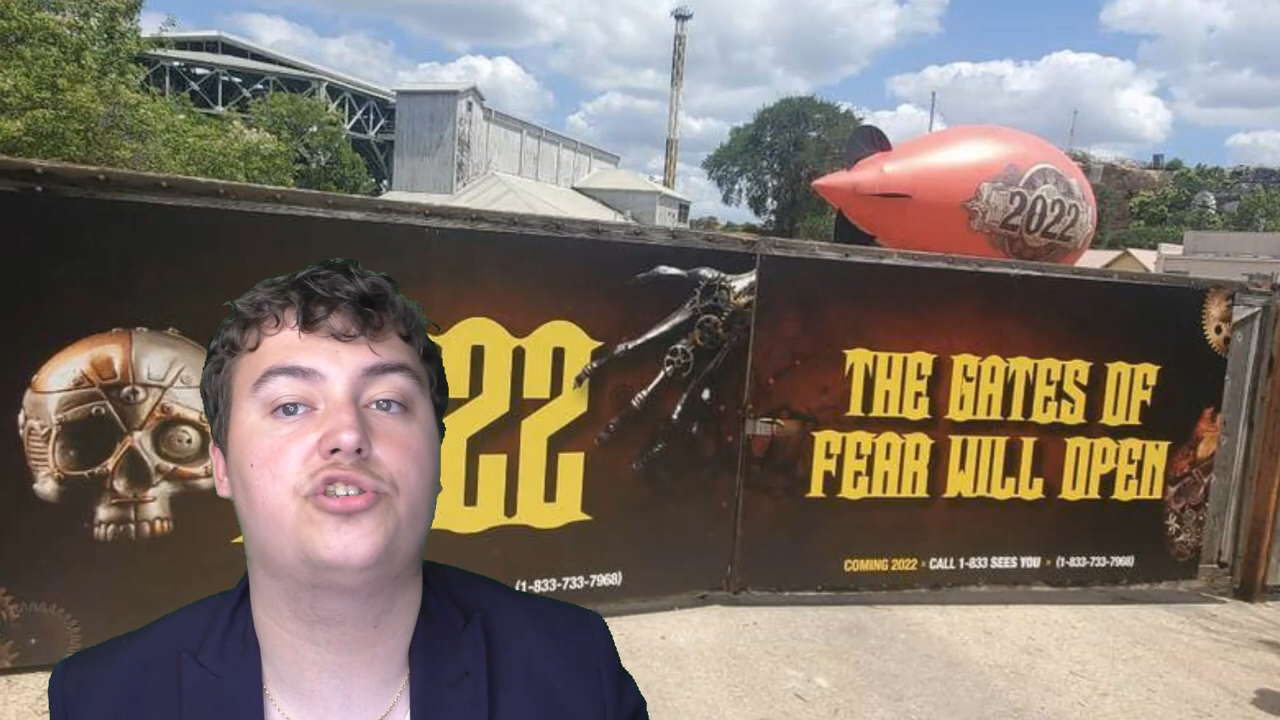 2022
22
THE GATES OF
FEAR WILL OPEN
COMING 2022 • CALL 1-833 SEES YOU • (1-833-733-7968)
(1-833-733-7968)